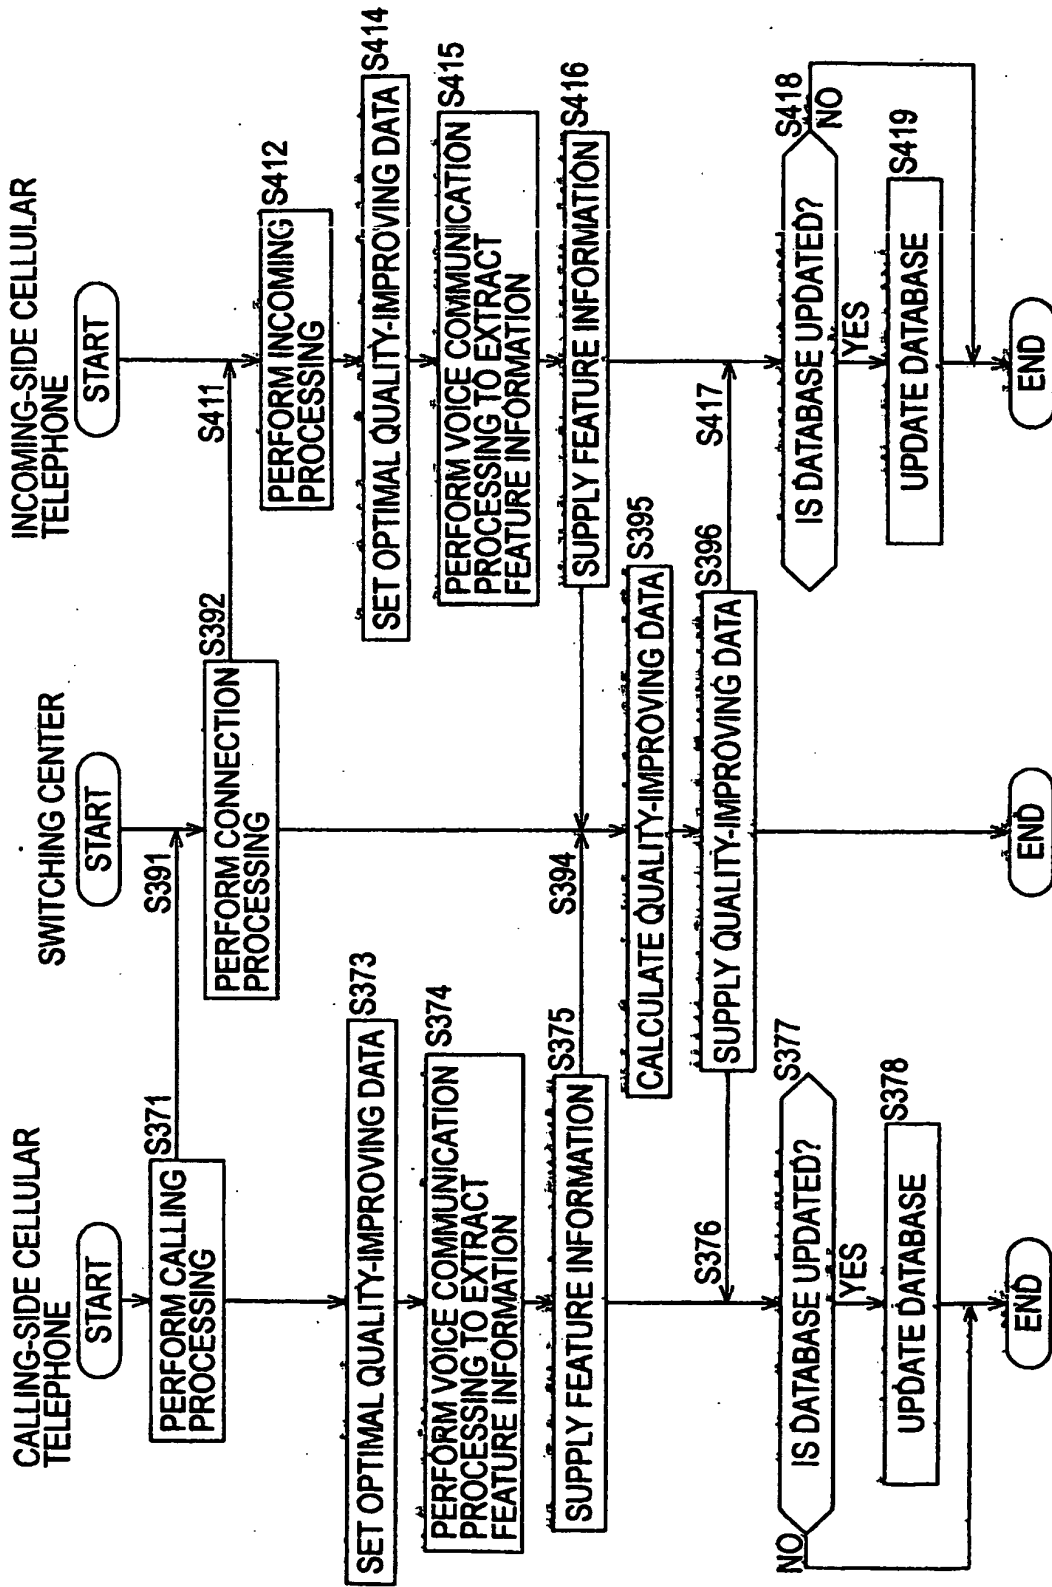 CALLING-SIDE CELLULAR
TELEPHONE
START
S371
PERFORM CALLING
PROCESSING
S373
SET OPTIMAL QUALITY-IMPROVING DATA
S374
PERFORM VOICE COMMUNICATION
PROCESSING TO EXTRACT
FEATURE INFORMATION
S375
SUPPLY FEATURE INFORMATION
S376
S377
IS DATABASE UPDATED?
NO
YES
S378
UPDATE DATABASE
END
SWITCHING CENTER
START
S391
S392
PERFORM CONNECTION
PROCESSING
S394
S395
CALCULATE QUALITY-IMPROVING DATA
S396
SUPPLY QUALITY-IMPROVING DATA
END
INCOMING-SIDE CELLULAR
TELEPHONE
START
S411
S412
PERFORM INCOMING
PROCESSING
S414
SET OPTIMAL QUALITY-IMPROVING DATA
S415
PERFORM VOICE COMMUNICATION
PROCESSING TO EXTRACT
FEATURE INFORMATION
S416
SUPPLY FEATURE INFORMATION
S417
S418
IS DATABASE UPDATED?
NO
YES
S419
UPDATE DATABASE
END